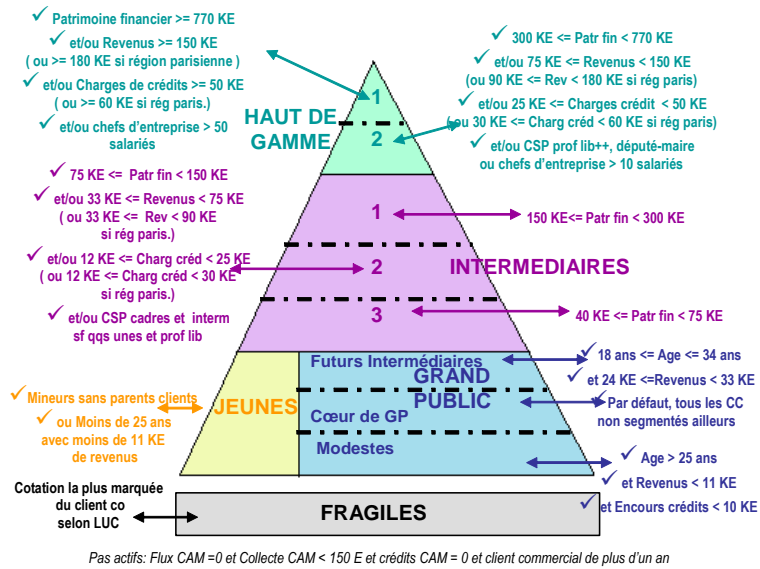 ✓ Patrimoine financier >= 770 KE
✓ et/ou Revenus >= 150 KE
( ou >= 180 KE si région parisienne )
✓ et/ou Charges de crédits >= 50 KE
( ou >= 60 KE si rég paris.)
✓ et/ou chefs d'entreprise > 50
salariés
✓ 300 KE <= Patr fin < 770 KE
✓ et/ou 75 KE <= Revenus < 150 KE
(ou 90 KE <= Rev < 180 KE si rég paris)
✓ et/ou 25 KE <= Charges crédit < 50 KE
(ou 30 KE <= Charg créd < 60 KE si rég paris)
✓ et/ou CSP prof lib++, député-maire
ou chefs d'entreprise > 10 salariés
HAUT DE
GAMME
1
2
✓ 75 KE <= Patr fin < 150 KE
✓ et/ou 33 KE <= Revenus < 75 KE
( ou 33 KE <= Rev < 90 KE
si rég paris.)
✓ et/ou 12 KE <= Charg créd < 25 KE
( ou 12 KE <= Charg créd < 30 KE
si rég paris.)
✓ et/ou CSP cadres et interm
sf qqs unes et prof lib
1
2
3
INTERMEDIAIRES
150 KE<= Patr fin < 300 KE
40 KE <= Patr fin < 75 KE
✓ Mineurs sans parents clients
✓ ou Moins de 25 ans
avec moins de 11 KE
de revenus
JEUNES
Futurs Intermédiaires
GRAND
PUBLIC
Cœur de GP
Modestes
✓ 18 ans <= Age <= 34 ans
✓ et 24 KE <=Revenus < 33 KE
✓ Par défaut, tous les CC
non segmentés ailleurs
✓ Age > 25 ans
✓ et Revenus < 11 KE
✓ et Encours crédits < 10 KE
Cotation la plus marquée
du client co
selon LUC
FRAGILES
Pas actifs: Flux CAM =0 et Collecte CAM < 150 E et crédits CAM = 0 et client commercial de plus d'un an